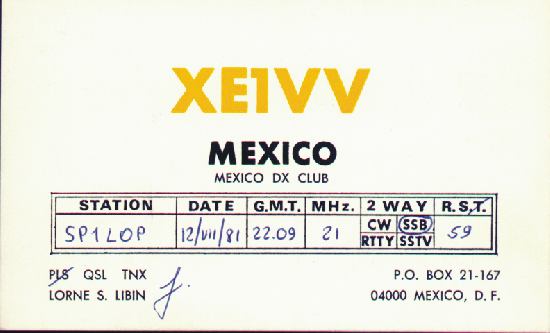 XE1VV
MEXICO
MEXICO DX CLUB
STATION DATE G.M.T. MHz. 2 WAY R.S.T.
SP1LOP 12/VII/81 22.09 21 CW SSB 59
RTTY SSTV
PLS QSL TNX
LORNE S. LIBIN
P.O. BOX 21-167
04000 MEXICO, D. F.